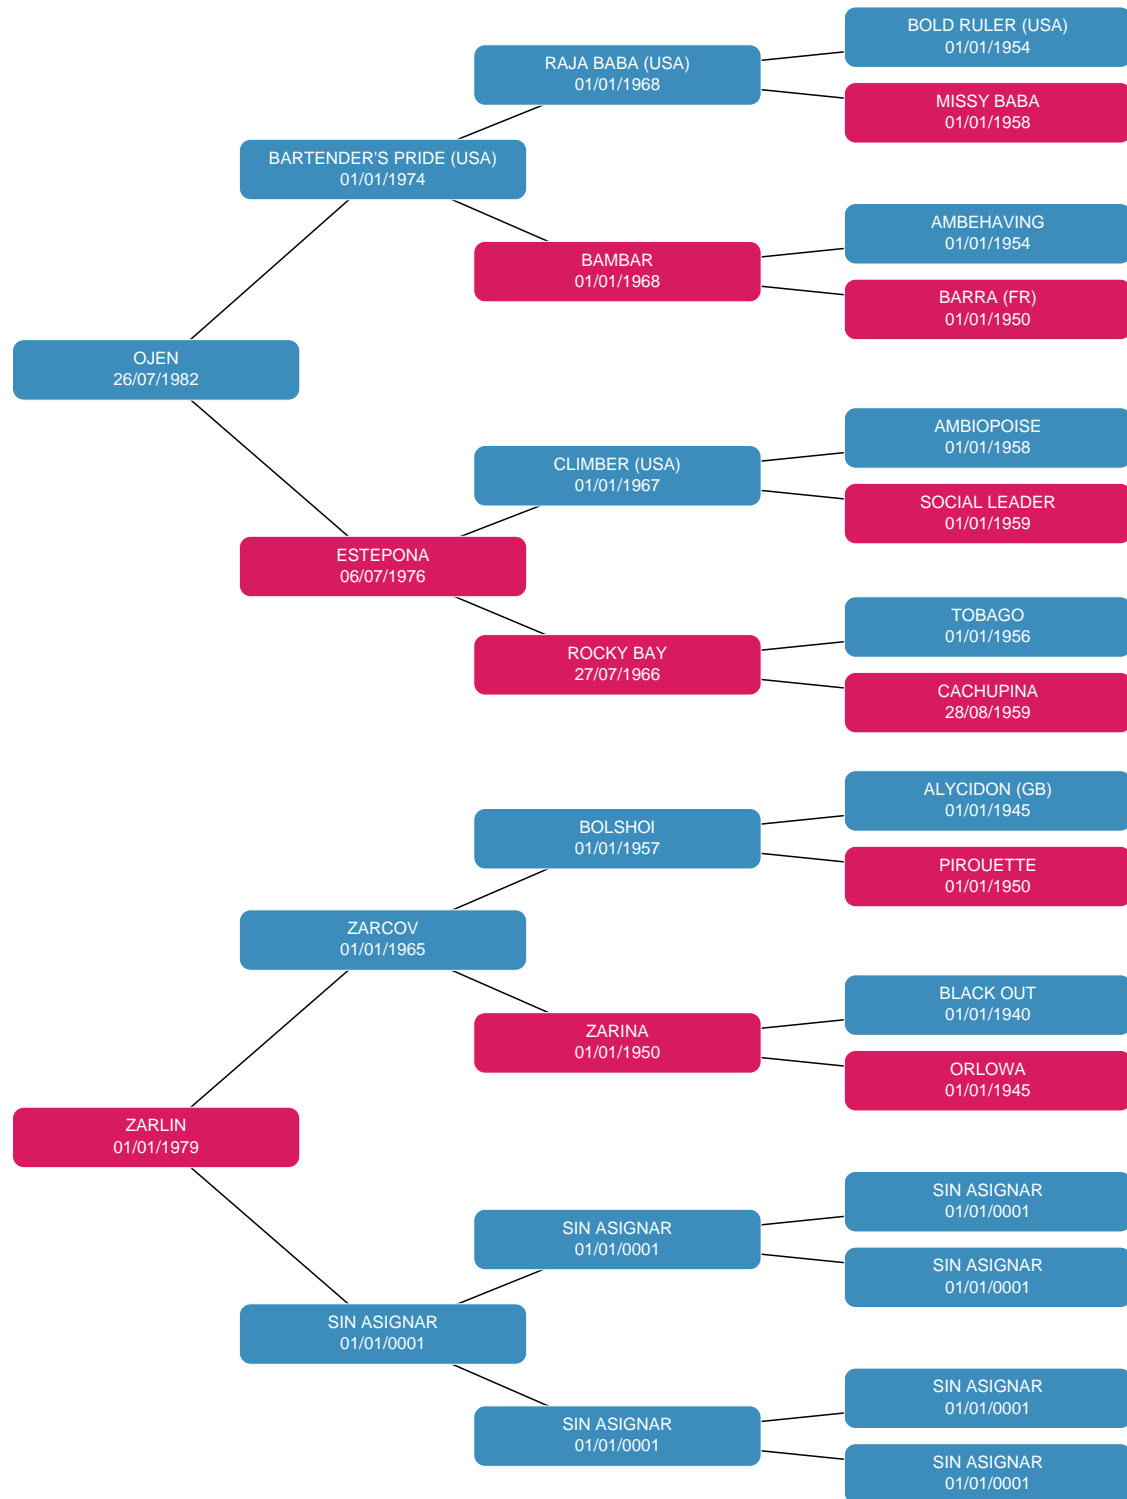 BOLD RULER (USA)
01/01/1954
RAJA BABA (USA)
01/01/1968
MISSY BABA
01/01/1958
BARTENDER'S PRIDE (USA)
01/01/1974
AMBEHAVING
01/01/1954
BAMBAR
01/01/1968
BARRA (FR)
01/01/1950
OJEN
26/07/1982
AMBIOPOISE
01/01/1958
CLIMBER (USA)
01/01/1967
SOCIAL LEADER
01/01/1959
ESTEPONA
06/07/1976
TOBAGO
01/01/1956
ROCKY BAY
27/07/1966
CACHUPINA
28/08/1959
ALYCIDON (GB)
01/01/1945
BOLSHOI
01/01/1957
PIROUETTE
01/01/1950
ZARCOV
01/01/1965
BLACK OUT
01/01/1940
ZARINA
01/01/1950
ORLOWA
01/01/1945
ZARLIN
01/01/1979
SIN ASIGNAR
01/01/0001
SIN ASIGNAR
01/01/0001
SIN ASIGNAR
01/01/0001
SIN ASIGNAR
01/01/0001
SIN ASIGNAR
01/01/0001
SIN ASIGNAR
01/01/0001
SIN ASIGNAR
01/01/0001